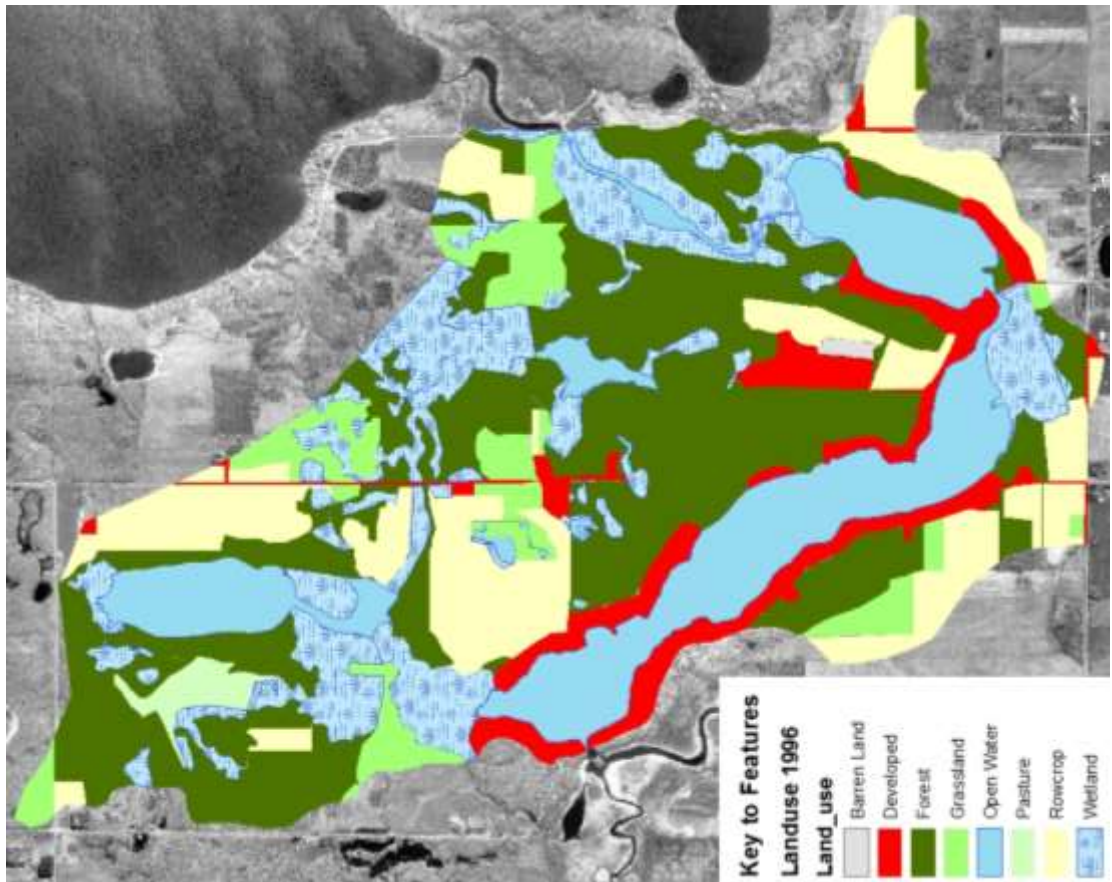 Key to Features
Landuse 1996
Land_use
Barren Land
Developed
Forest
Grassland
Open Water
Pasture
Rowcrop
Wetland